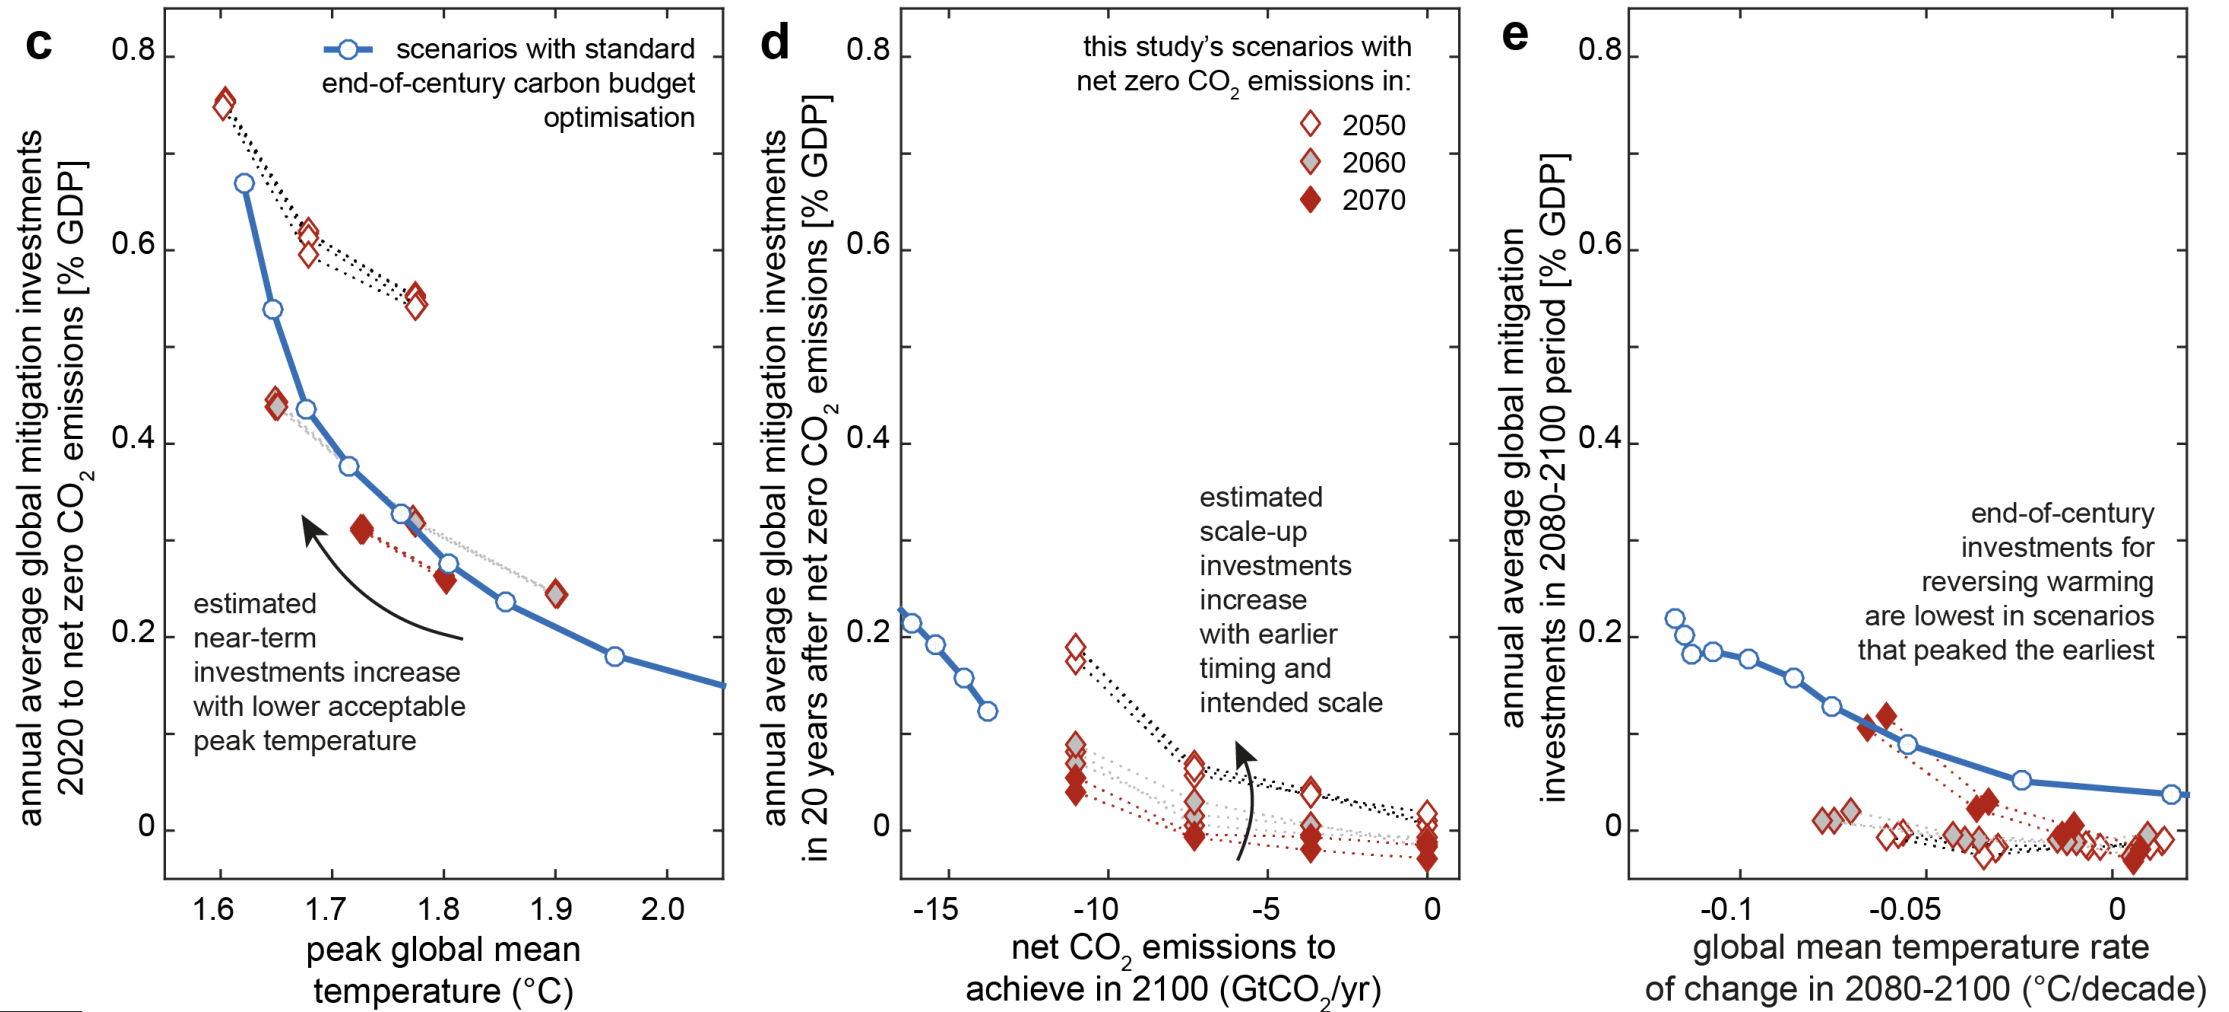 c
annual average global mitigation investments
2020 to net zero CO2 emissions [% GDP]
0.8
0.6
0.4
0.2
0
scenarios with standard
end-of-century carbon budget
optimisation
estimated
near-term
investments increase
with lower acceptable
peak temperature
1.6 1.7 1.8 1.9 2.0
peak global mean
temperature (°C)
d
annual average global mitigation investments
in 20 years after net zero CO2 emissions [% GDP]
0.8
0.6
0.4
0.2
0
this study's scenarios with
net zero CO2 emissions in:
2050
2060
2070
estimated
scale-up
investments
increase
with earlier
timing and
intended scale
-15 -10 -5 0
net CO2 emissions to
achieve in 2100 (GtCO2/yr)
e
annual average global mitigation
investments in 2080-2100 period [% GDP]
0.8
0.6
0.4
0.2
0
end-of-century
investments for
reversing warming
are lowest in scenarios
that peaked the earliest
-0.1 -0.05 0
global mean temperature rate
of change in 2080-2100 (°C/decade)